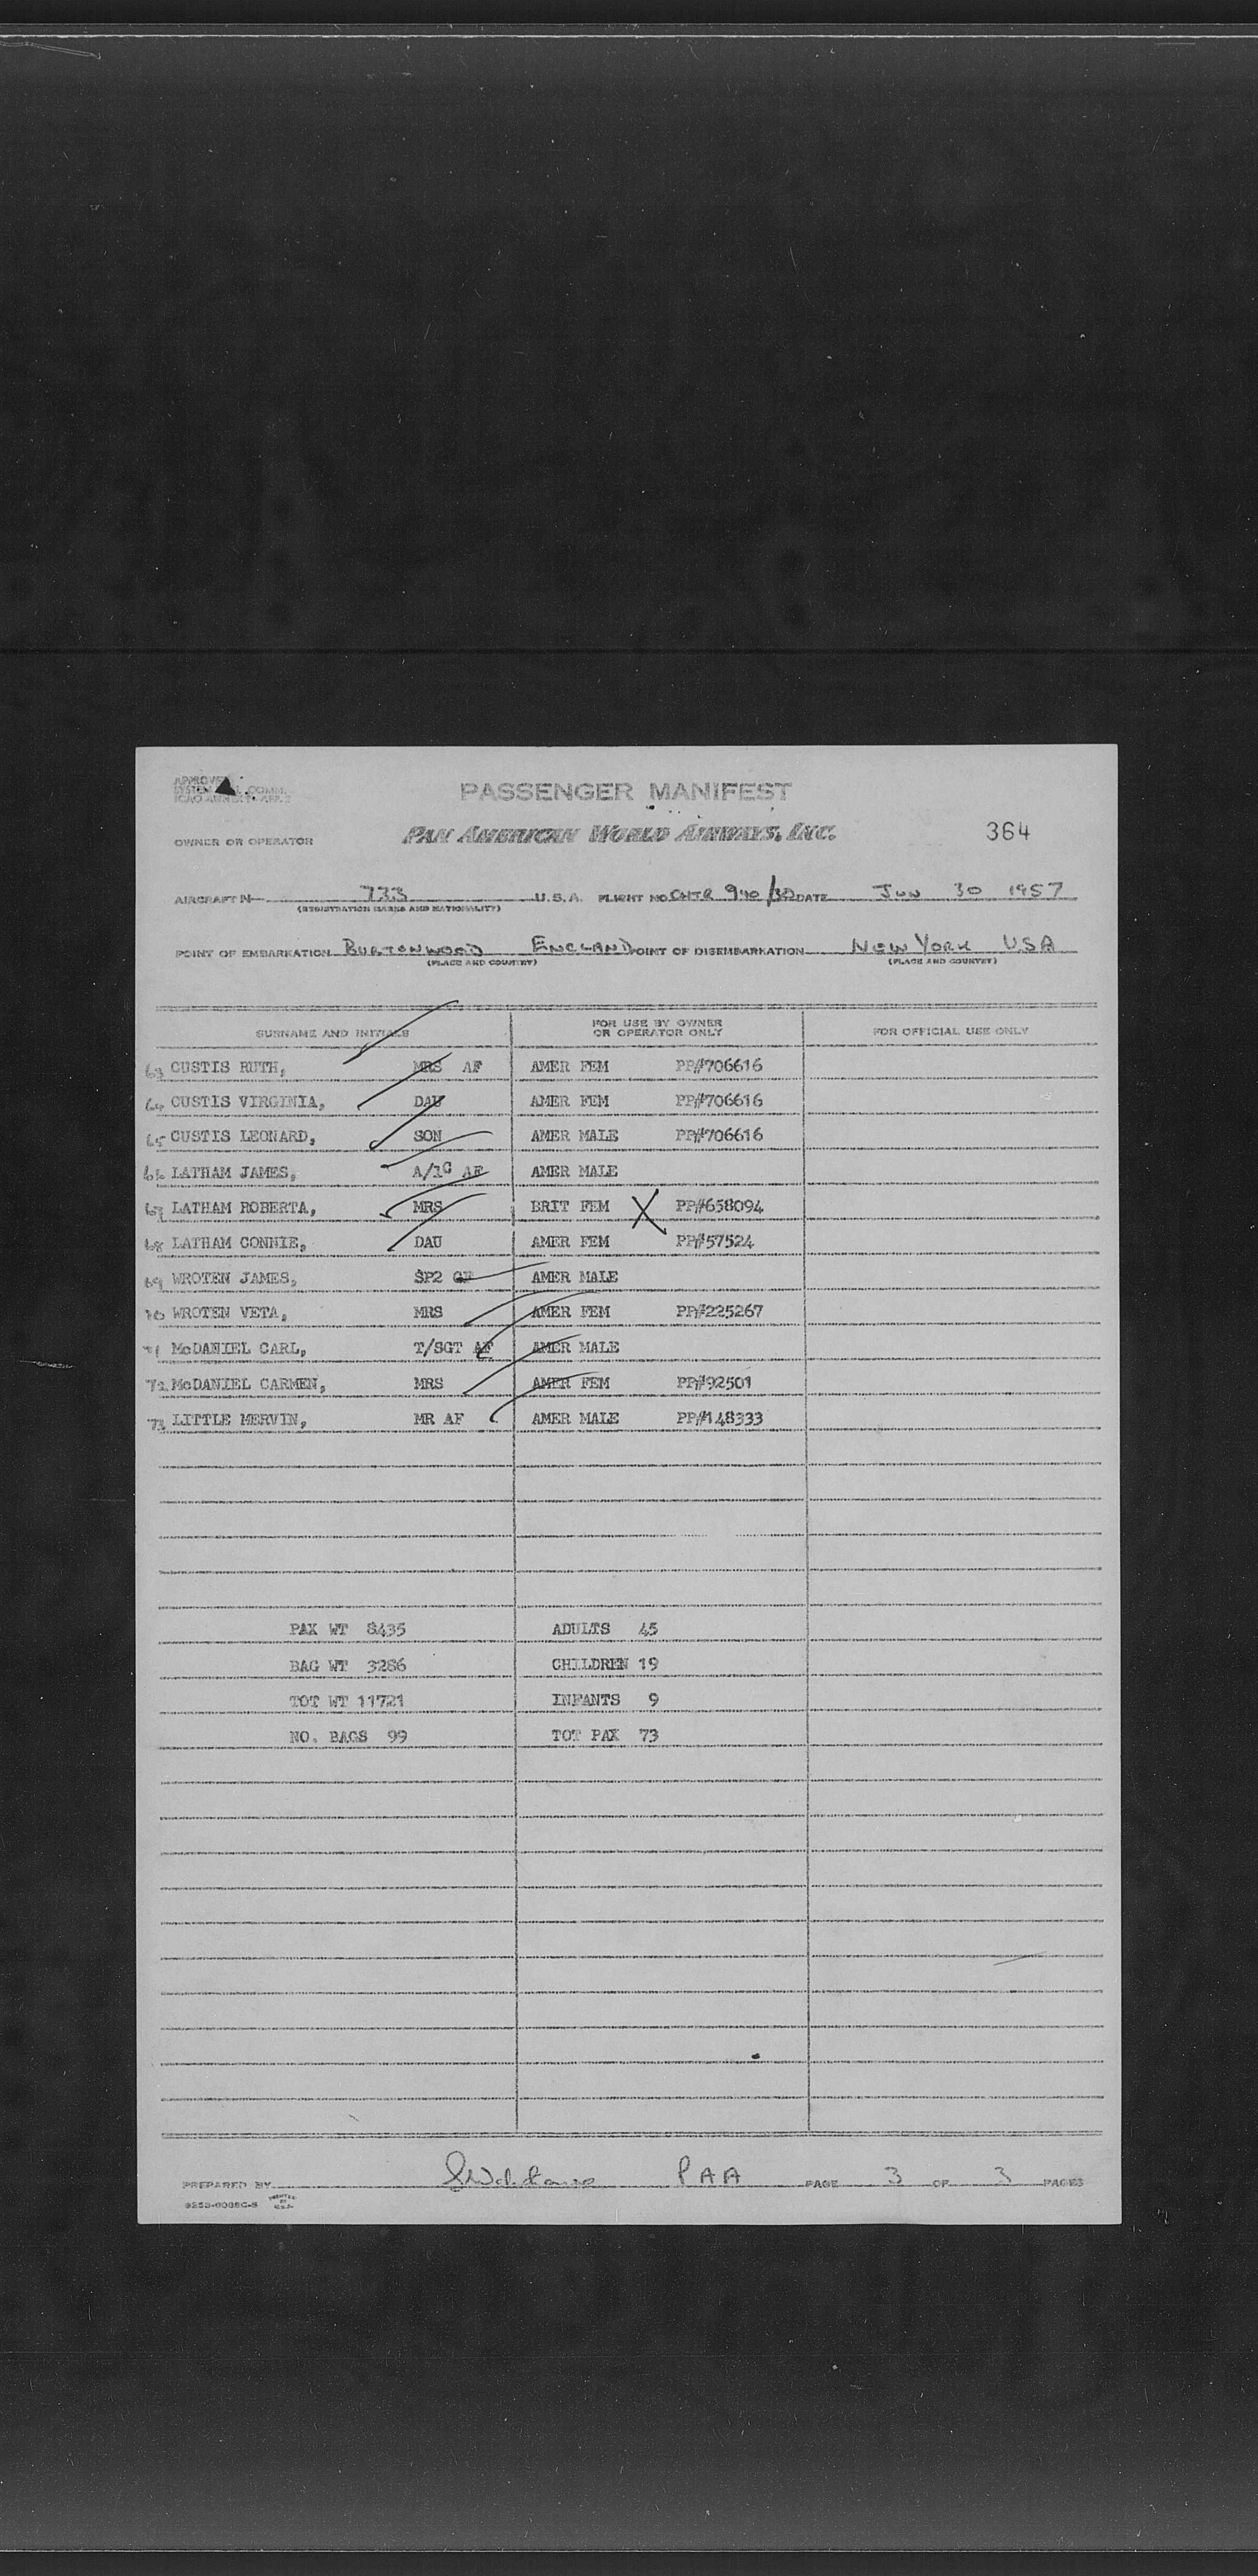 PASSENGER MANIFEST
OWNER OR OPERATOR PAN AMERICAN WORLD AIRWAYS, INC. 364
AIRCRAFT N— 733 U.S.A. FLIGHT NO. CHTR 940/30 DATE JUN 30 1957
(REGISTRATION MARKS AND NATIONALITY)
POINT OF EMBARKATION BURTONWOOD ENGLAND POINT OF DISEMBARKATION NEW YORK USA
(PLACE AND COUNTRY) (PLACE AND COUNTRY)
SURNAME AND INITIALS FOR USE BY OWNER OR OPERATOR ONLY FOR OFFICIAL USE ONLY
63 CUSTIS RUTH, MRS AF AMER FEM PP#706616
64 CUSTIS VIRGINIA, DAU AMER FEM PP#706616
65 CUSTIS LEONARD, SON AMER MALE PP#706616
66 LATHAM JAMES, A/1C AF AMER MALE
67 LATHAM ROBERTA, MRS BRIT FEM X PP#658094
68 LATHAM CONNIE, DAU AMER FEM PP#57524
69 WROTEN JAMES, SP2 AMER MALE
70 WROTEN VETA, MRS AMER FEM PP#225267
71 McDANIEL CARL, T/SGT AF AMER MALE
72 McDANIEL CARMEN, MRS AMER FEM PP#92501
73 LITTLE MERVIN, MR AF AMER MALE PP#148333
PAX WT 8435 ADULTS 45
BAG WT 3286 CHILDREN 19
TOT WT 11721 INFANTS 9
NO. BAGS 99 TOT PAX 73
PREPARED BY PAA PAGE 3 OF 3 PAGES